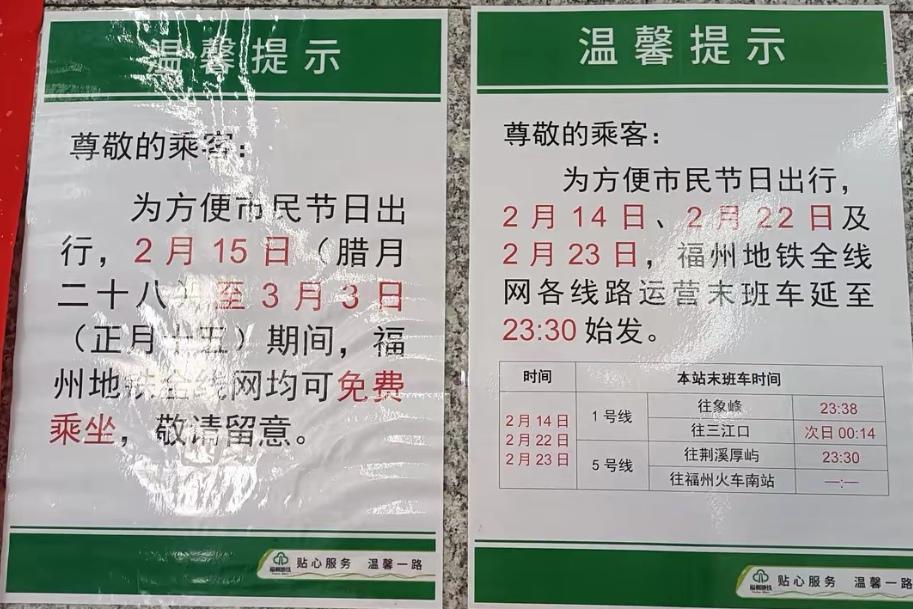 温馨提示
尊敬的乘客：
为方便市民节日出
行，2月15日（腊月
二十八）至3月3日
（正月十五）期间，福
州地铁全线网均可免费
乘坐，敬请留意。
福州地铁 贴心服务 温馨一路
温馨提示
尊敬的乘客：
为方便市民节日出行，
2月14日、2月22日及
2月23日，福州地铁全线
网各线路运营末班车延至
23:30始发。
时间 本站末班车时间
2月14日
2月22日
2月23日
1号线
往象峰 23:38
往三江口 次日00:14
5号线
往荆溪厚屿 23:30
往福州火车南站 —:—
福州地铁 贴心服务 温馨一路